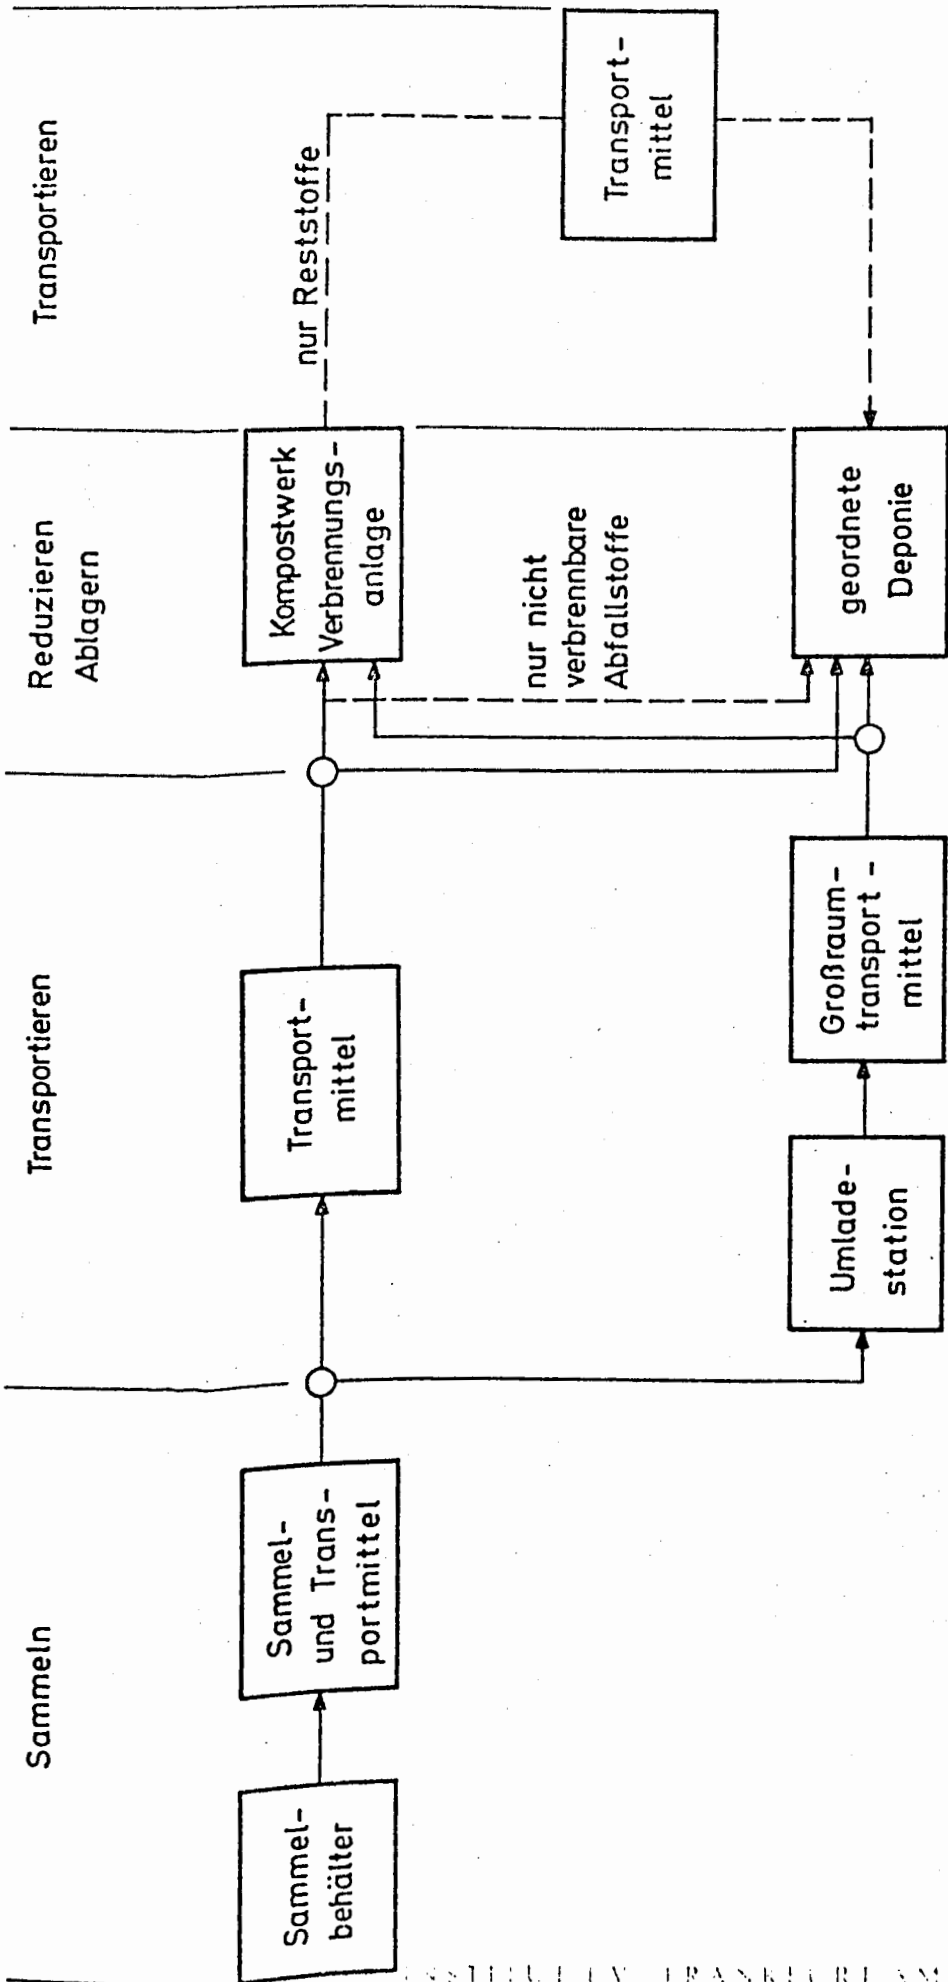 Sammeln
Transportieren
Reduzieren
Ablagern
Transportieren
Sammel-
behälter
Sammel-
und Trans-
portmittel
Transport-
mittel
Kompostwerk
Verbrennungs-
anlage
nur Reststoffe
Transport-
mittel
nur nicht
verbrennbare
Abfallstoffe
Umlade-
station
Großraum-
transport-
mittel
geordnete
Deponie